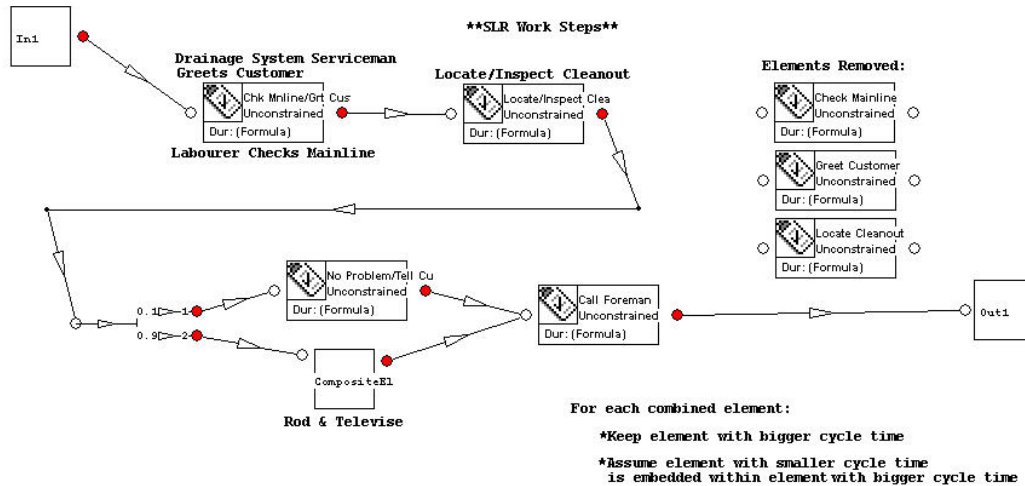 **SLR Work Steps**
In1
Drainage System Serviceman
Greets Customer
Chk Mnline/Grt Cus
Unconstrained
Dur: (Formula)
Labourer Checks Mainline
Locate/Inspect Cleanout
Locate/Inspect Clea
Unconstrained
Dur: (Formula)
Elements Removed:
Check Mainline
Unconstrained
Dur: (Formula)
Greet Customer
Unconstrained
Dur: (Formula)
Locate Cleanout
Unconstrained
Dur: (Formula)
0.1 1
0.9 2
No Problem/Tell Cu
Unconstrained
Dur: (Formula)
CompositeEl
Rod & Televise
Call Foreman
Unconstrained
Dur: (Formula)
Out1
For each combined element:
*Keep element with bigger cycle time
*Assume element with smaller cycle time
is embedded within element with bigger cycle time